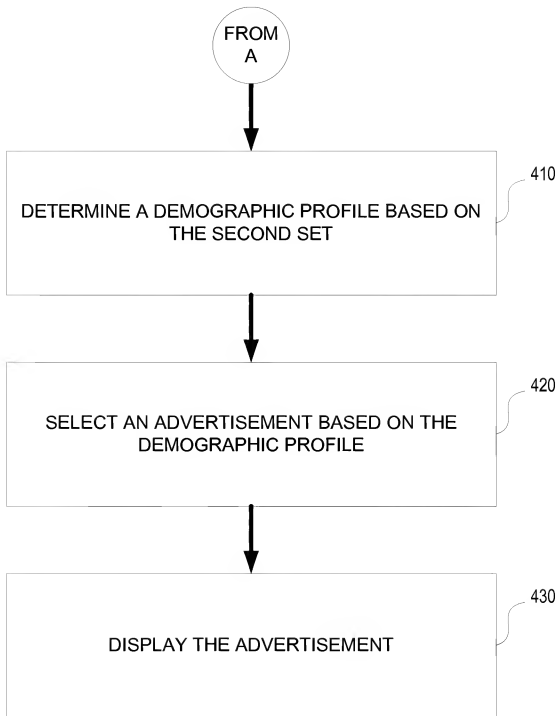 FROM
A
410
DETERMINE A DEMOGRAPHIC PROFILE BASED ON
THE SECOND SET
420
SELECT AN ADVERTISEMENT BASED ON THE
DEMOGRAPHIC PROFILE
430
DISPLAY THE ADVERTISEMENT